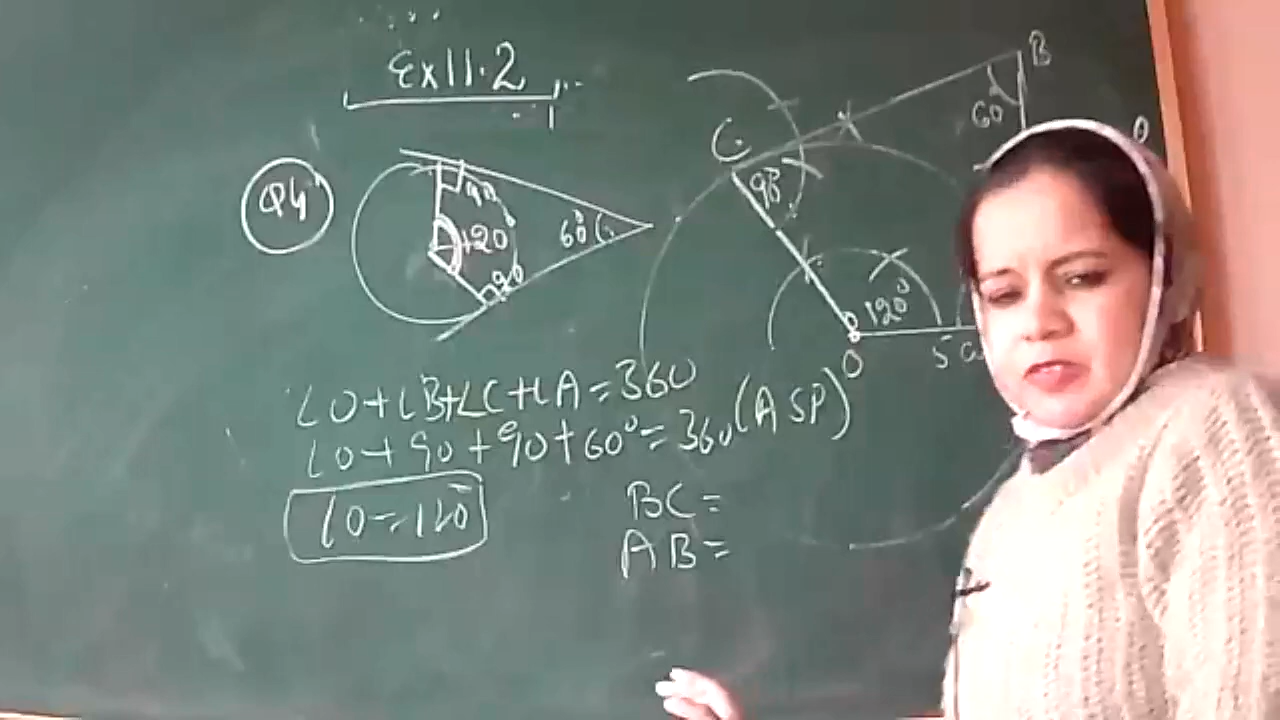 Ex 11.2
Q4
90
120
90
60°
∠O+∠B+∠C+∠A=360
∠O+90+90+60°=360 (ASP)
∠O=120°
BC=
AB=
C
90°
B
60
120°
O
5